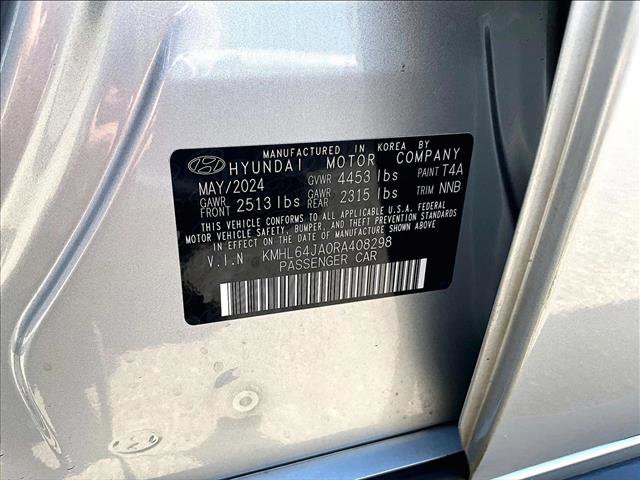 MANUFACTURED IN KOREA BY
HYUNDAI MOTOR COMPANY
MAY/2024 GVWR 4453 lbs PAINT T4A
GAWR FRONT 2513 lbs GAWR REAR 2315 lbs TRIM NNB
THIS VEHICLE CONFORMS TO ALL APPLICABLE U.S.A. FEDERAL
MOTOR VEHICLE SAFETY, BUMPER, AND THEFT PREVENTION STANDARDS
IN EFFECT ON THE DATE OF MANUFACTURE SHOWN ABOVE.
V.I.N KMHL64JA0RA408298
PASSENGER CAR